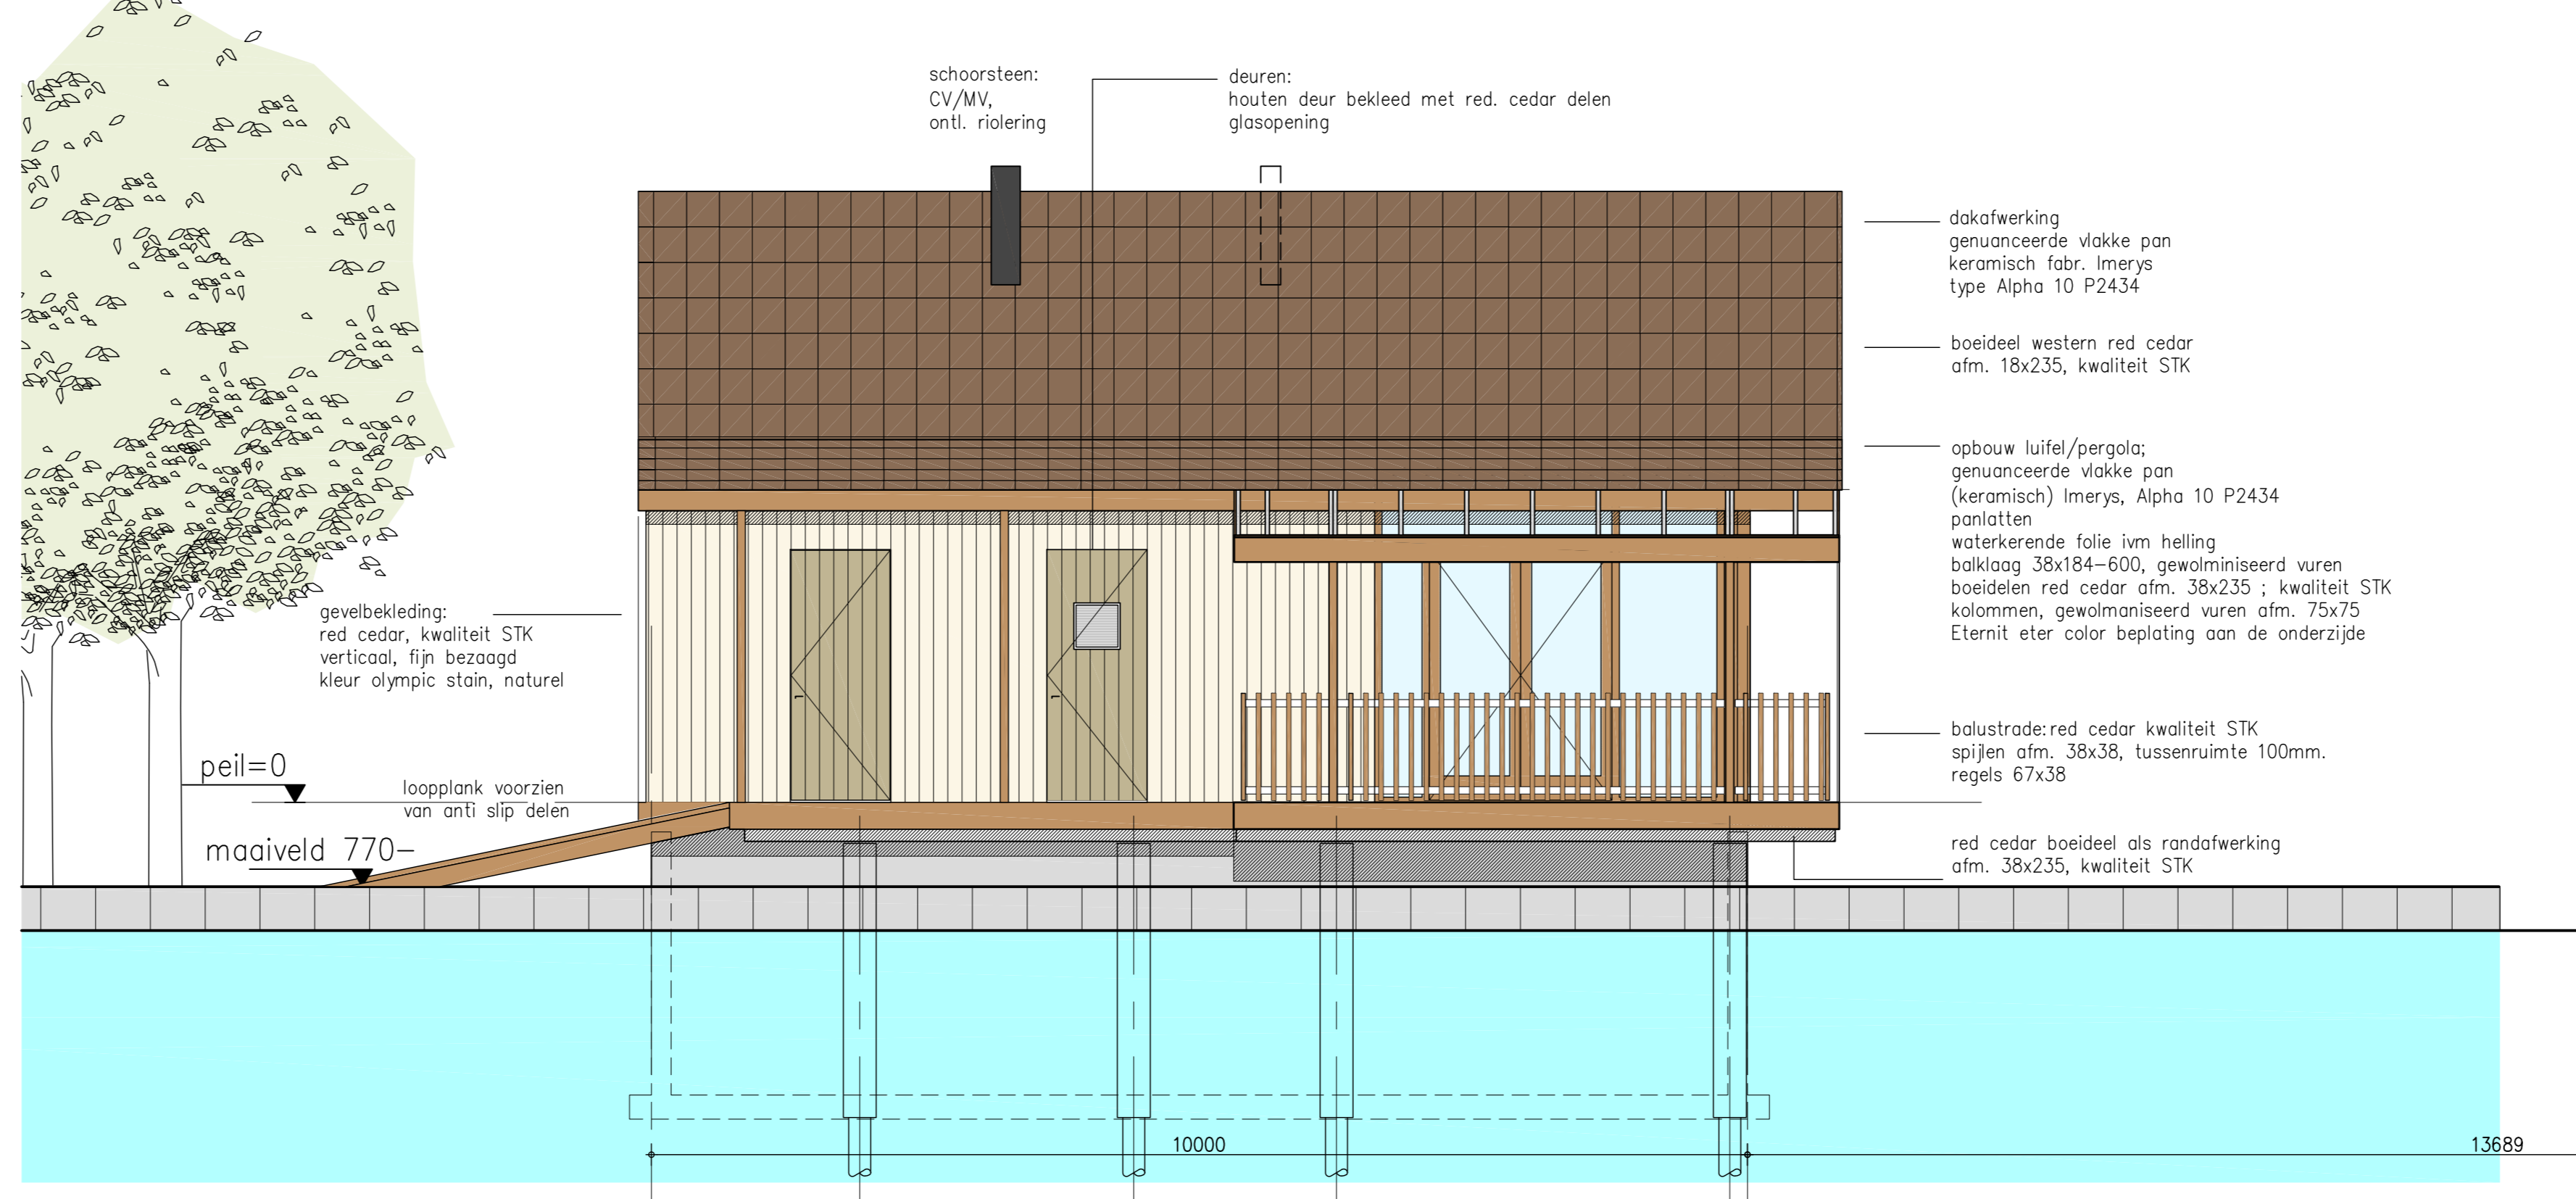 schoorsteen:
CV/MV,
ontl. riolering
deuren:
houten deur bekleed met red. cedar delen
glasopening
dakafwerking
genuanceerde vlakke pan
keramisch fabr. Imerys
type Alpha 10 P2434
boeideel western red cedar
afm. 18x235, kwaliteit STK
opbouw luifel/pergola;
genuanceerde vlakke pan
(keramisch) Imerys, Alpha 10 P2434
panlatten
waterkerende folie ivm helling
balklaag 38x184-600, gewolminiseerd vuren
boeidelen red cedar afm. 38x235 ; kwaliteit STK
kolommen, gewolmaniseerd vuren afm. 75x75
Eternit eter color beplating aan de onderzijde
gevelbekleding:
red cedar, kwaliteit STK
verticaal, fijn bezaagd
kleur olympic stain, naturel
balustrade: red cedar kwaliteit STK
spijlen afm. 38x38, tussenruimte 100mm.
regels 67x38
peil=0
loopplank voorzien
van anti slip delen
maaiveld 770-
red cedar boeideel als randafwerking
afm. 38x235, kwaliteit STK
10000
13689